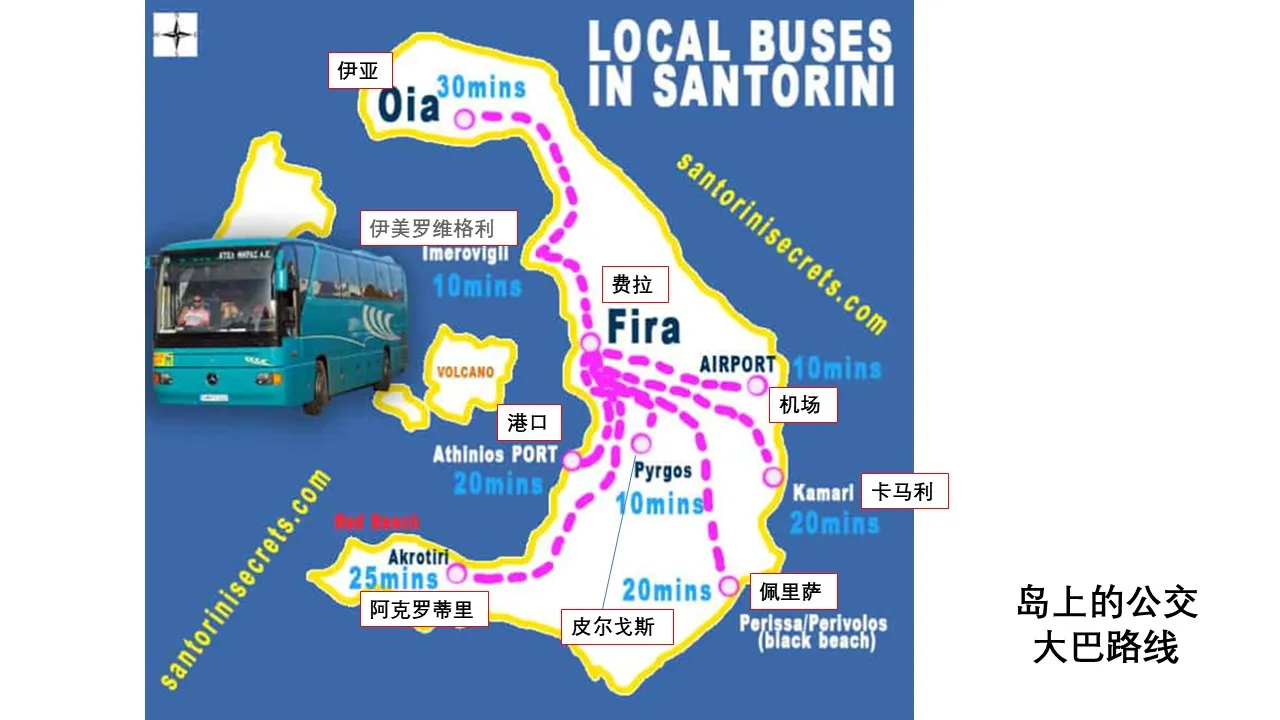 LOCAL BUSES
IN SANTORINI
伊亚
Oia
30mins
santorinisecrets.com
伊美罗维格利
Imerovigli
10mins
费拉
Fira
AIRPORT
10mins
机场
VOLCANO
港口
Athinios PORT
20mins
Pyrgos
10mins
Kamari
卡马利
20mins
santorinisecrets.com
Red Beach
Akrotiri
25mins
阿克罗蒂里
皮尔戈斯
20mins
佩里萨
Perissa/Perivolos
(black beach)
岛上的公交
大巴路线